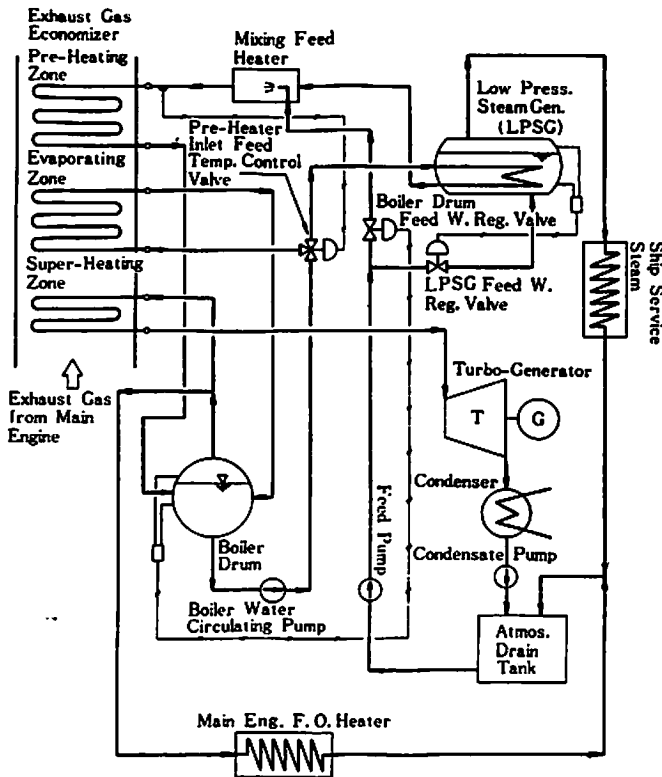 Exhaust Gas
Economizer
Pre-Heating
Zone
Mixing Feed
Heater
Low Press.
Steam Gen.
(LPSG)
Pre-Heater
Inlet Feed
Temp. Control
Valve
Evaporating
Zone
Boiler Drum
Feed W. Reg. Valve
Super-Heating
Zone
LPSG Feed W.
Reg. Valve
Ship Service
Steam
Exhaust Gas
from Main
Engine
Turbo-Generator
T
G
Condenser
Feed Pump
Condensate Pump
Boiler
Drum
Boiler Water
Circulating Pump
Atmos.
Drain
Tank
Main Eng. F. O. Heater